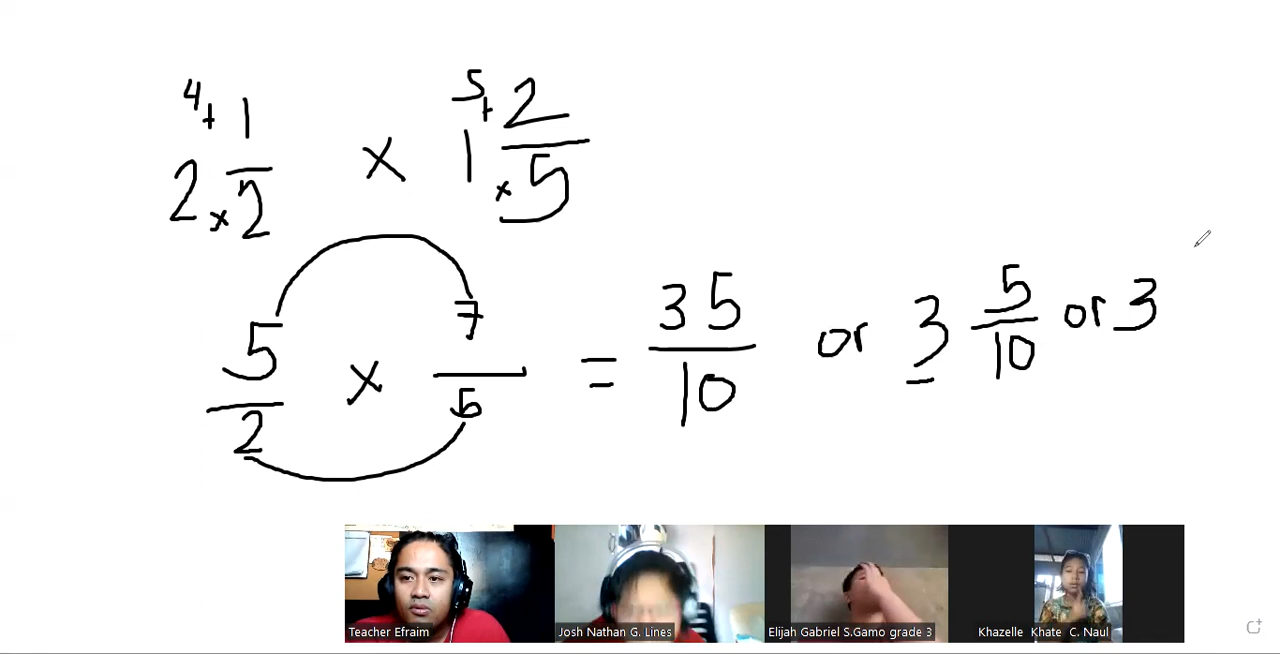 4+ 1 5+ 2
2 × 2 × 1 × 5
5 7
2 × 5 = 35 or 3 5 or 3
10 10
Teacher Efraim
Josh Nathan G. Lines
Elijah Gabriel S.Gamo grade 3
Khazelle Khate C. Naul